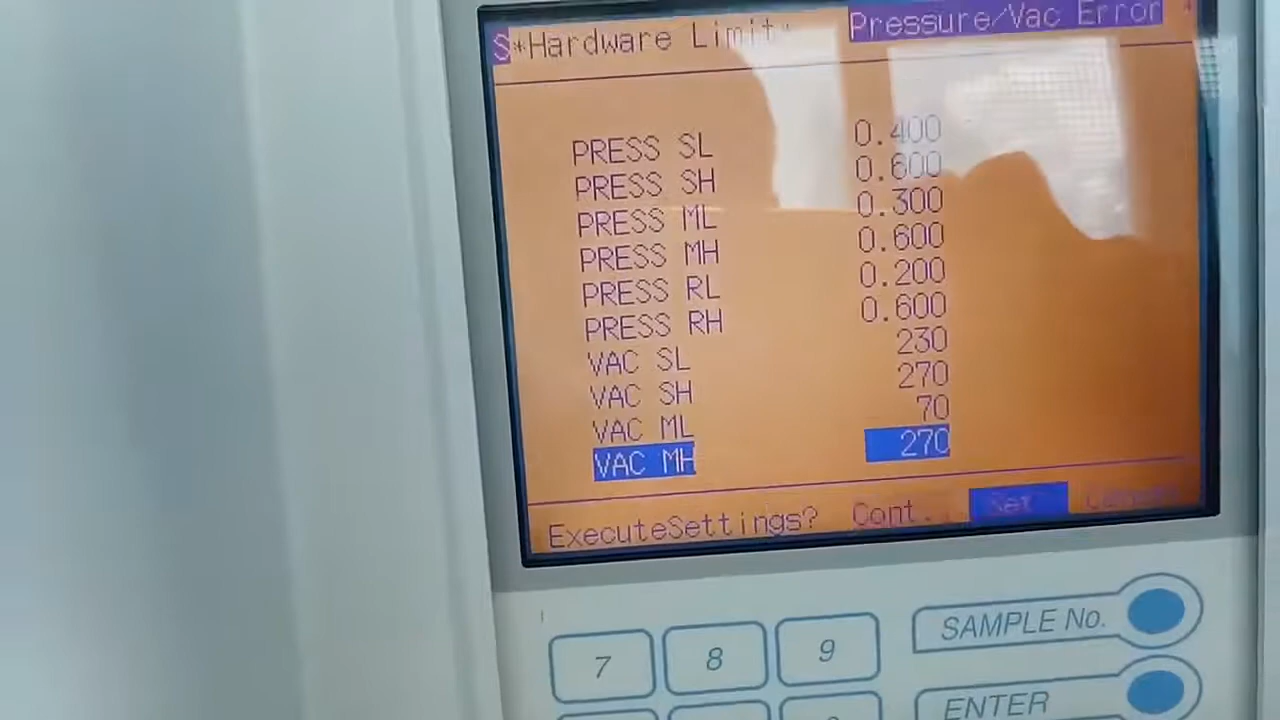 S*Hardware Limit* Pressure/Vac Error *
PRESS SL 0.400
PRESS SH 0.600
PRESS ML 0.300
PRESS MH 0.600
PRESS RL 0.200
PRESS RH 0.600
VAC SL 230
VAC SH 270
VAC ML 70
VAC MH 270
ExecuteSettings? Cont. Set Cancel
7 8 9 SAMPLE No.
ENTER